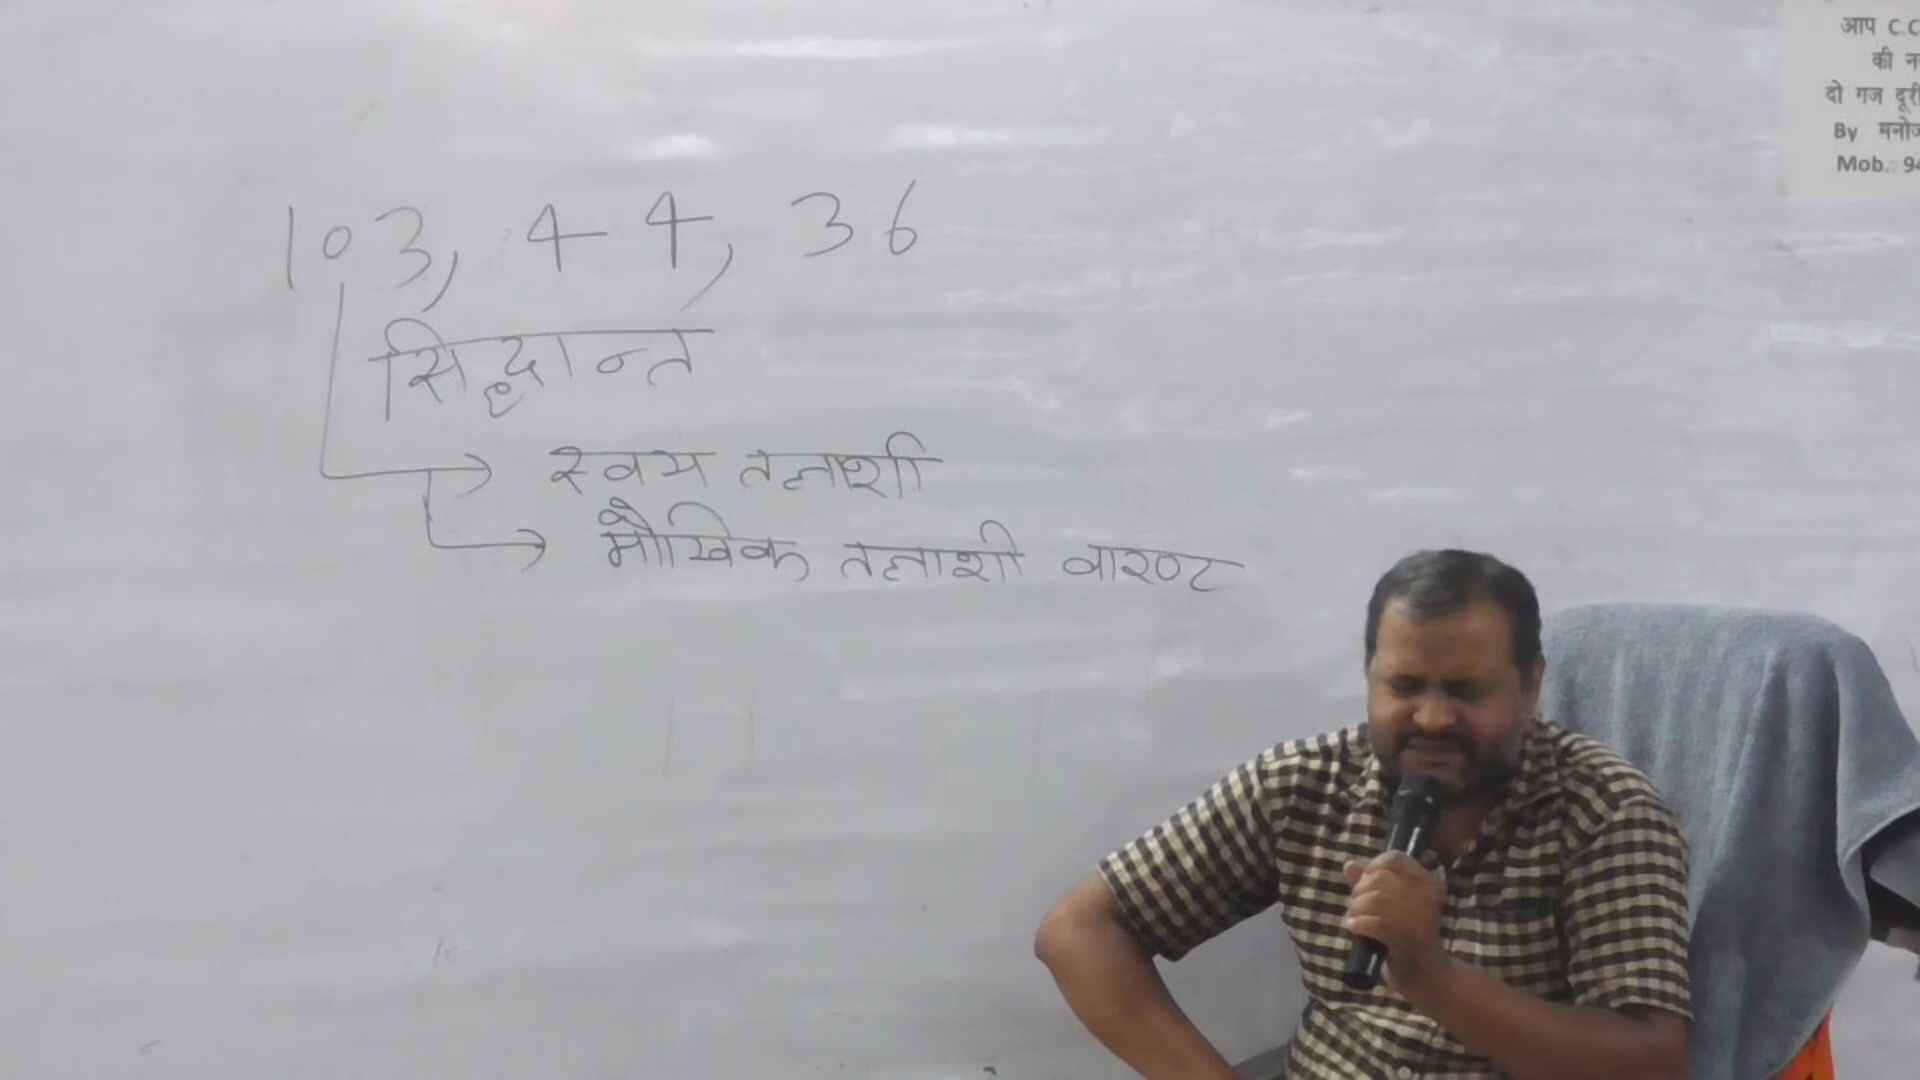 103, 44, 36
सिद्धान्त
स्वय तलाशी
मौखिक तलाशी वारण्ट
आप C.C
की न
दो गज दूरी
By मनोज
Mob.: 94